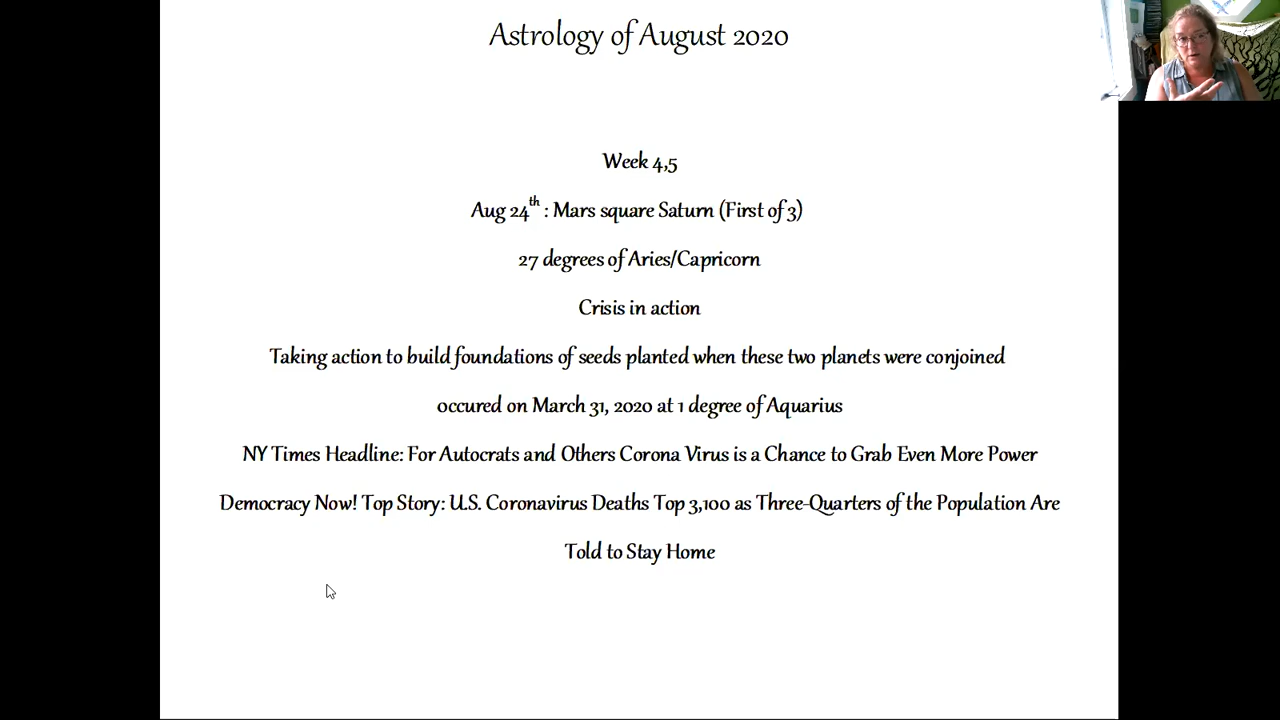 Astrology of August 2020
Week 4,5
Aug 24th : Mars square Saturn (First of 3)
27 degrees of Aries/Capricorn
Crisis in action
Taking action to build foundations of seeds planted when these two planets were conjoined
occured on March 31, 2020 at 1 degree of Aquarius
NY Times Headline: For Autocrats and Others Corona Virus is a Chance to Grab Even More Power
Democracy Now! Top Story: U.S. Coronavirus Deaths Top 3,100 as Three-Quarters of the Population Are
Told to Stay Home